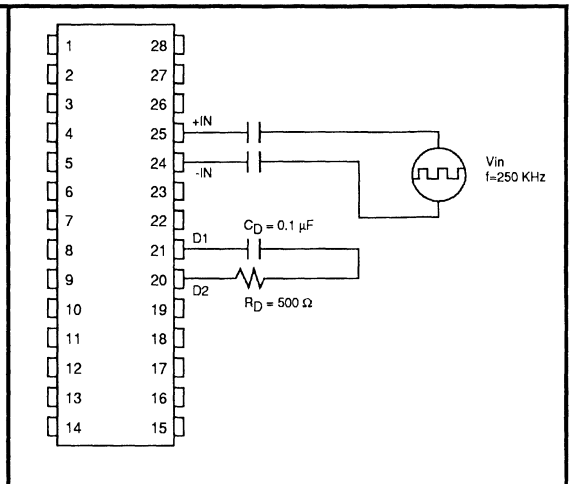 1 28
2 27
3 26
4 25 +IN
5 24 -IN
6 23
7 22
8 21 D1
9 20 D2
10 19
11 18
12 17
13 16
14 15
Vin
f=250 KHz
CD = 0.1 µF
RD = 500 Ω